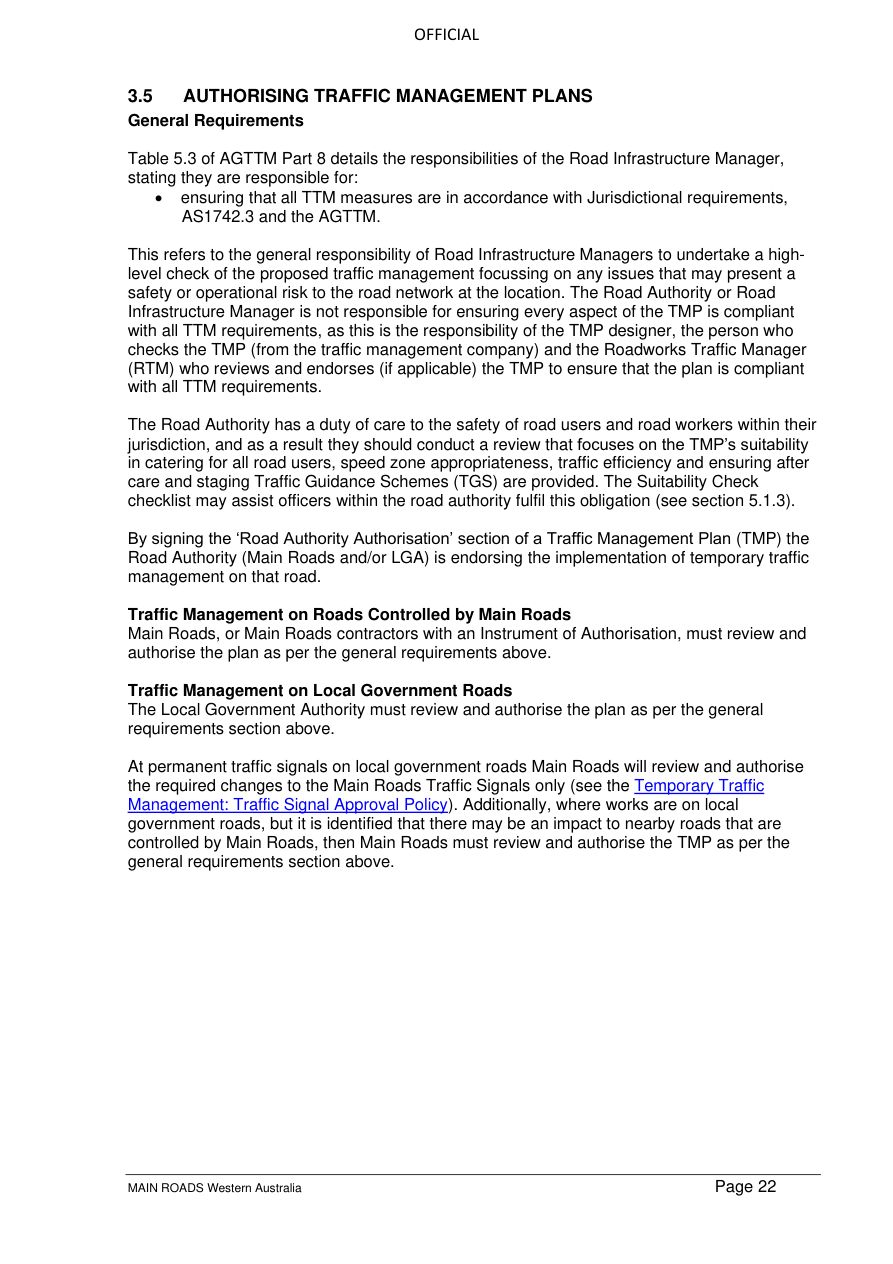 OFFICIAL
3.5 AUTHORISING TRAFFIC MANAGEMENT PLANS
General Requirements
Table 5.3 of AGTTM Part 8 details the responsibilities of the Road Infrastructure Manager,
stating they are responsible for:
• ensuring that all TTM measures are in accordance with Jurisdictional requirements,
AS1742.3 and the AGTTM.
This refers to the general responsibility of Road Infrastructure Managers to undertake a high-
level check of the proposed traffic management focussing on any issues that may present a
safety or operational risk to the road network at the location. The Road Authority or Road
Infrastructure Manager is not responsible for ensuring every aspect of the TMP is compliant
with all TTM requirements, as this is the responsibility of the TMP designer, the person who
checks the TMP (from the traffic management company) and the Roadworks Traffic Manager
(RTM) who reviews and endorses (if applicable) the TMP to ensure that the plan is compliant
with all TTM requirements.
The Road Authority has a duty of care to the safety of road users and road workers within their
jurisdiction, and as a result they should conduct a review that focuses on the TMP’s suitability
in catering for all road users, speed zone appropriateness, traffic efficiency and ensuring after
care and staging Traffic Guidance Schemes (TGS) are provided. The Suitability Check
checklist may assist officers within the road authority fulfil this obligation (see section 5.1.3).
By signing the ‘Road Authority Authorisation’ section of a Traffic Management Plan (TMP) the
Road Authority (Main Roads and/or LGA) is endorsing the implementation of temporary traffic
management on that road.
Traffic Management on Roads Controlled by Main Roads
Main Roads, or Main Roads contractors with an Instrument of Authorisation, must review and
authorise the plan as per the general requirements above.
Traffic Management on Local Government Roads
The Local Government Authority must review and authorise the plan as per the general
requirements section above.
At permanent traffic signals on local government roads Main Roads will review and authorise
the required changes to the Main Roads Traffic Signals only (see the Temporary Traffic
Management: Traffic Signal Approval Policy). Additionally, where works are on local
government roads, but it is identified that there may be an impact to nearby roads that are
controlled by Main Roads, then Main Roads must review and authorise the TMP as per the
general requirements section above.
MAIN ROADS Western Australia Page 22